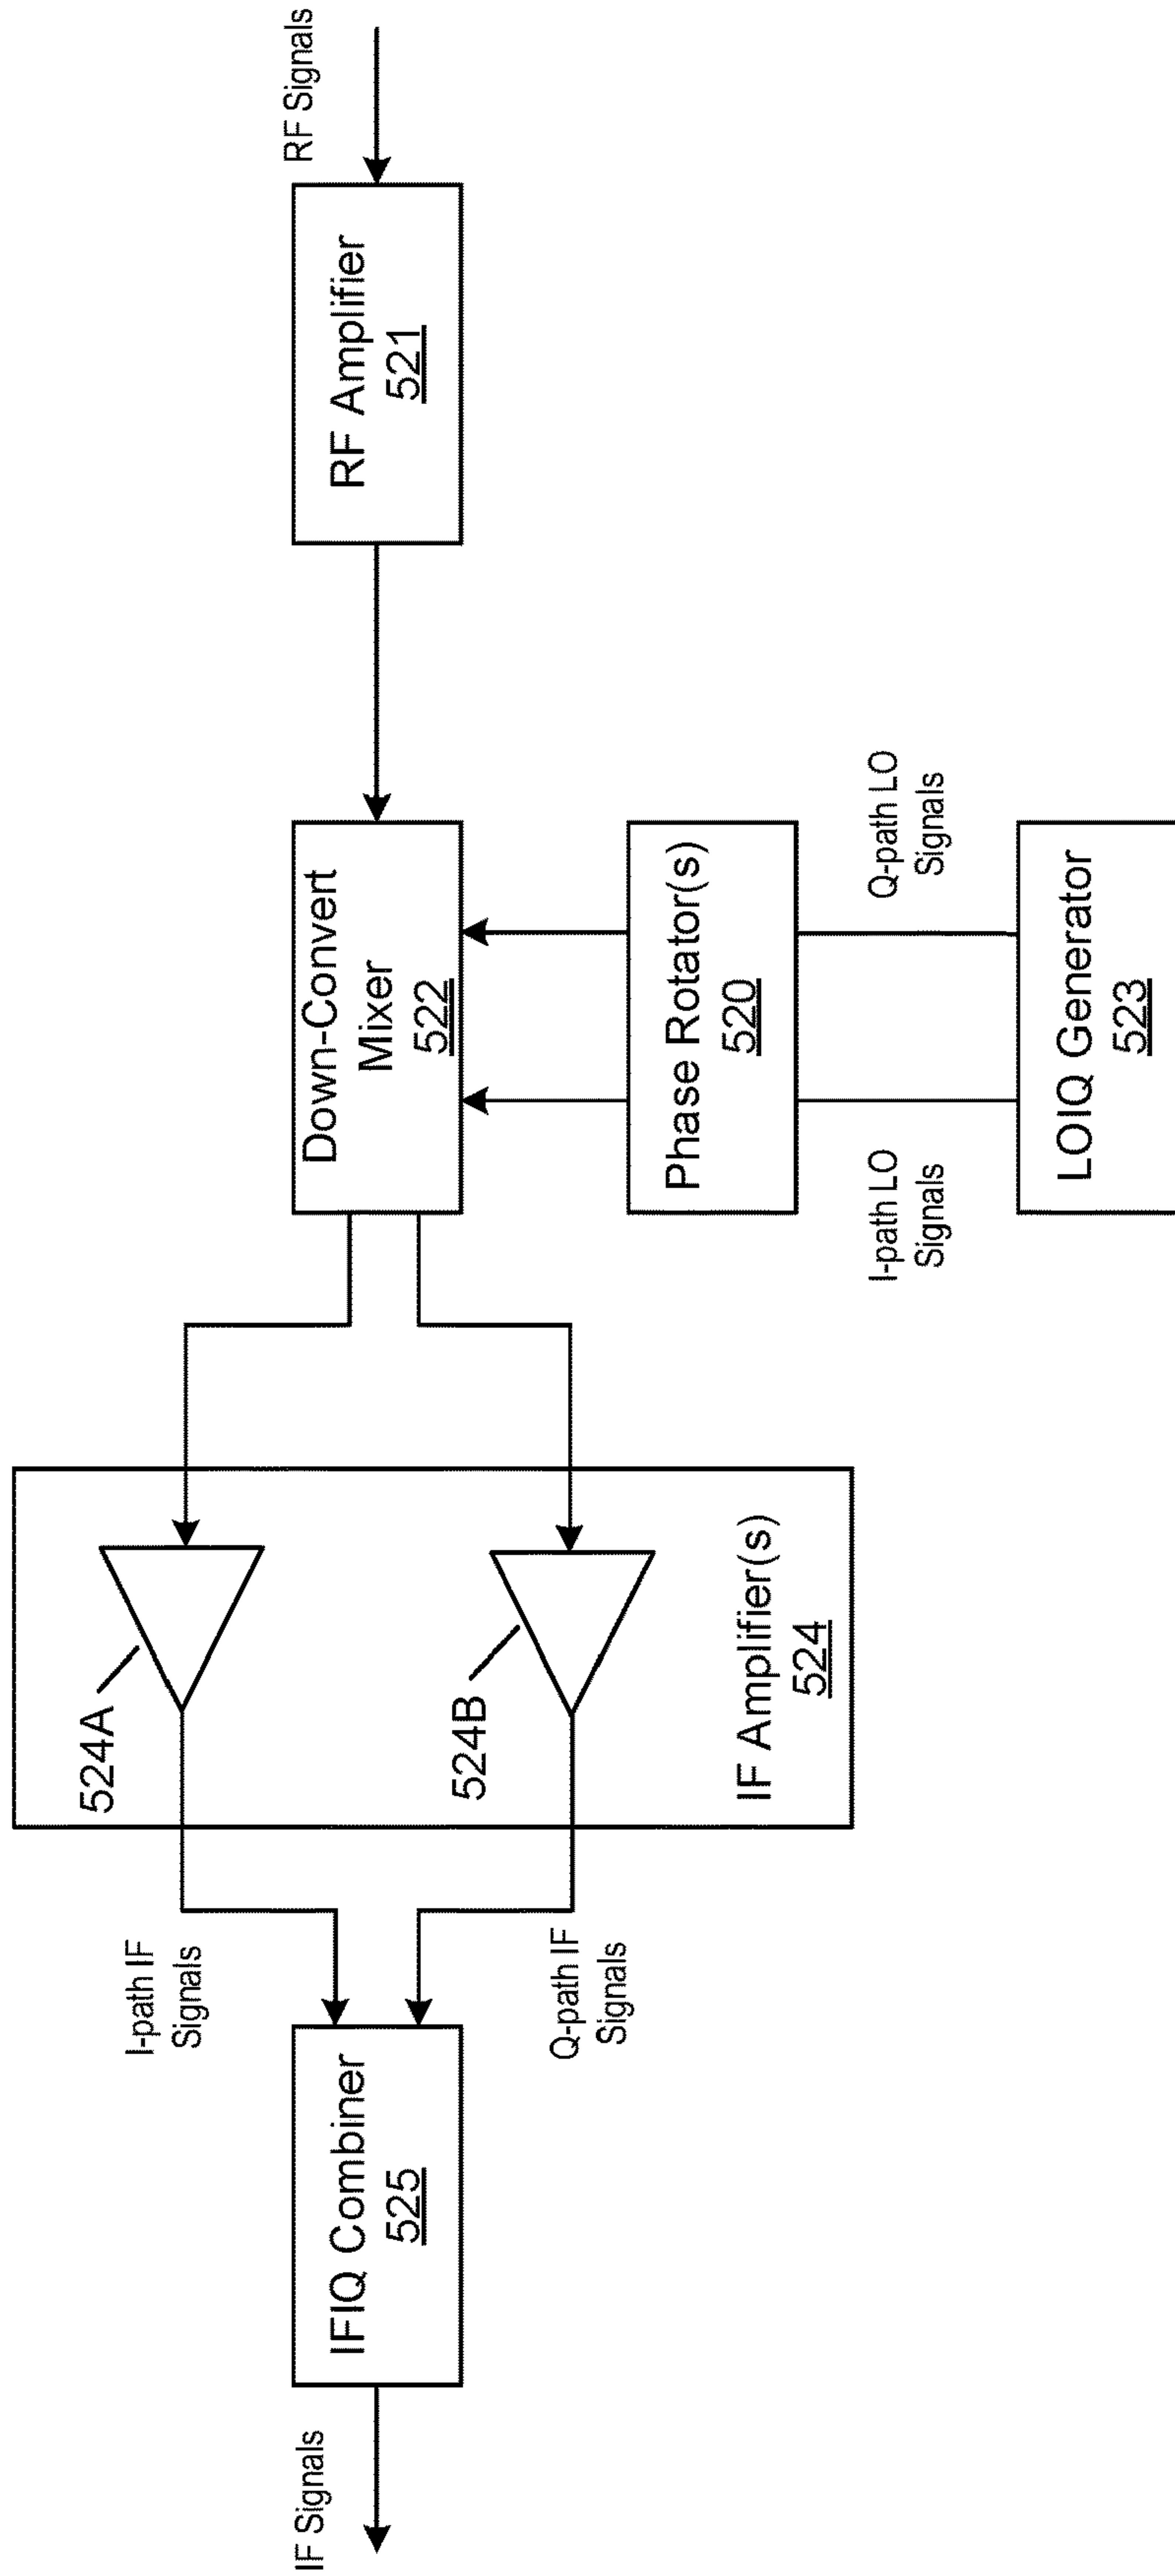 IF Signals
IFIQ Combiner
525
I-path IF
Signals
Q-path IF
Signals
524A
524B
IF Amplifier(s)
524
Down-Convert
Mixer
522
Phase Rotator(s)
520
I-path LO
Signals
Q-path LO
Signals
LOIQ Generator
523
RF Amplifier
521
RF Signals